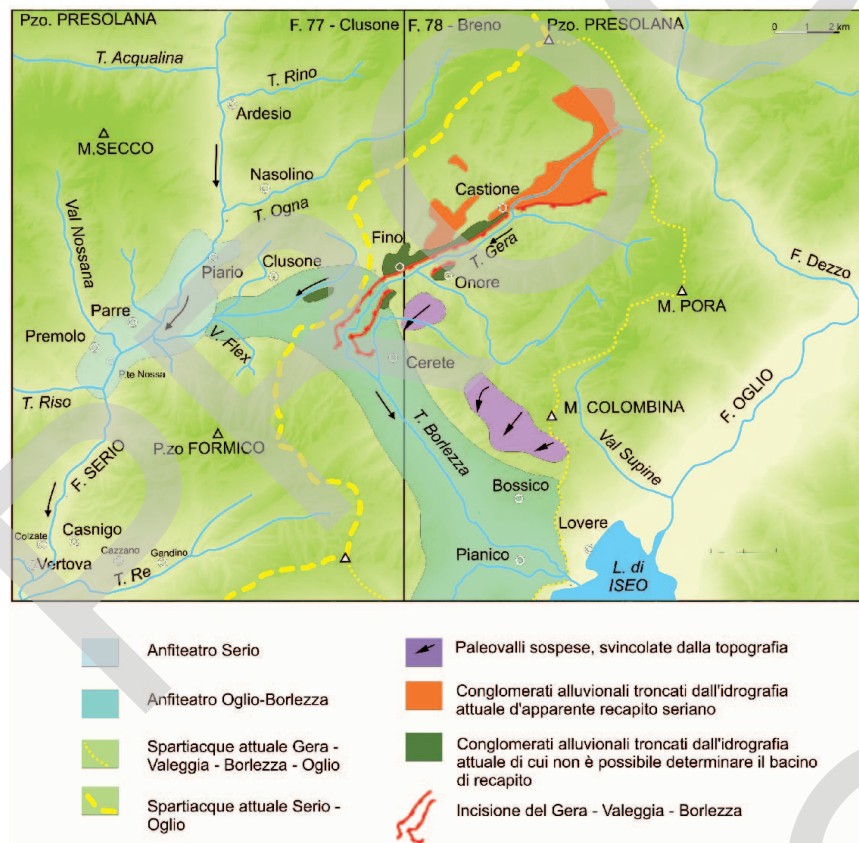 Pzo. PRESOLANA
F. 77 - Clusone
F. 78 - Breno
Pzo. PRESOLANA
0 1 2 km
T. Acqualina
T. Rino
Ardesio
M.SECCO
Nasolino
Val Nossana
T. Ogna
Castione
Finol
T. Gera
Piario
Clusone
Onore
F. Dezzo
Parre
M. PORA
Premolo
V. Flex
P.te Nossa
Cerete
T. Riso
M. COLOMBINA
F. OGLIO
P.zo FORMICO
T. Borlezza
Val Supine
F. SERIO
Bossico
Colzate
Casnigo
Lovere
Cazzano
Gandino
Vertova
Pianico
T. Re
L. di
ISEO
Anfiteatro Serio
Anfiteatro Oglio-Borlezza
Spartiacque attuale Gera -
Valeggia - Borlezza - Oglio
Spartiacque attuale Serio -
Oglio
Paleovalli sospese, svincolate dalla topografia
Conglomerati alluvionali troncati dall'idrografia
attuale d'apparente recapito seriano
Conglomerati alluvionali troncati dall'idrografia
attuale di cui non è possibile determinare il bacino
di recapito
Incisione del Gera - Valeggia - Borlezza